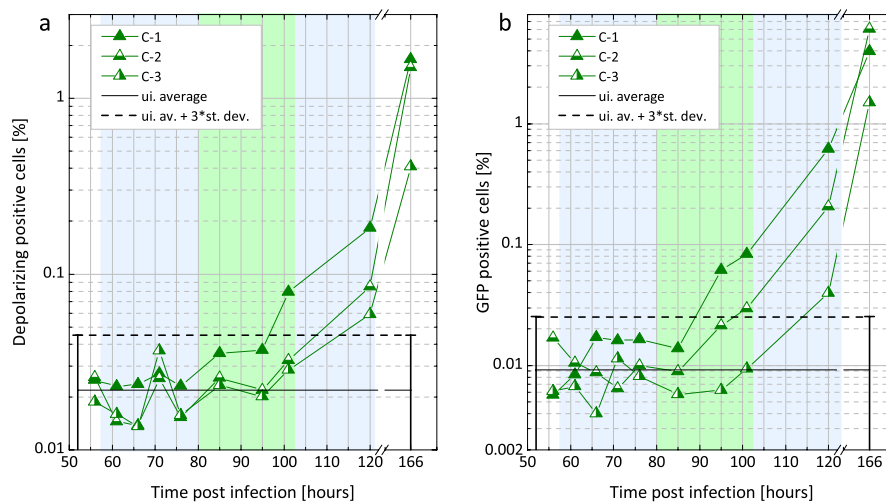 a
C-1
C-2
C-3
ui. average
ui. av. + 3*st. dev.
Depolarizing positive cells [%]
1
0.1
0.01
50 60 70 80 90 100 110 120 166
Time post infection [hours]
b
C-1
C-2
C-3
ui. average
ui. av. + 3*st. dev.
GFP positive cells [%]
1
0.1
0.01
0.002
50 60 70 80 90 100 110 120 166
Time post infection [hours]